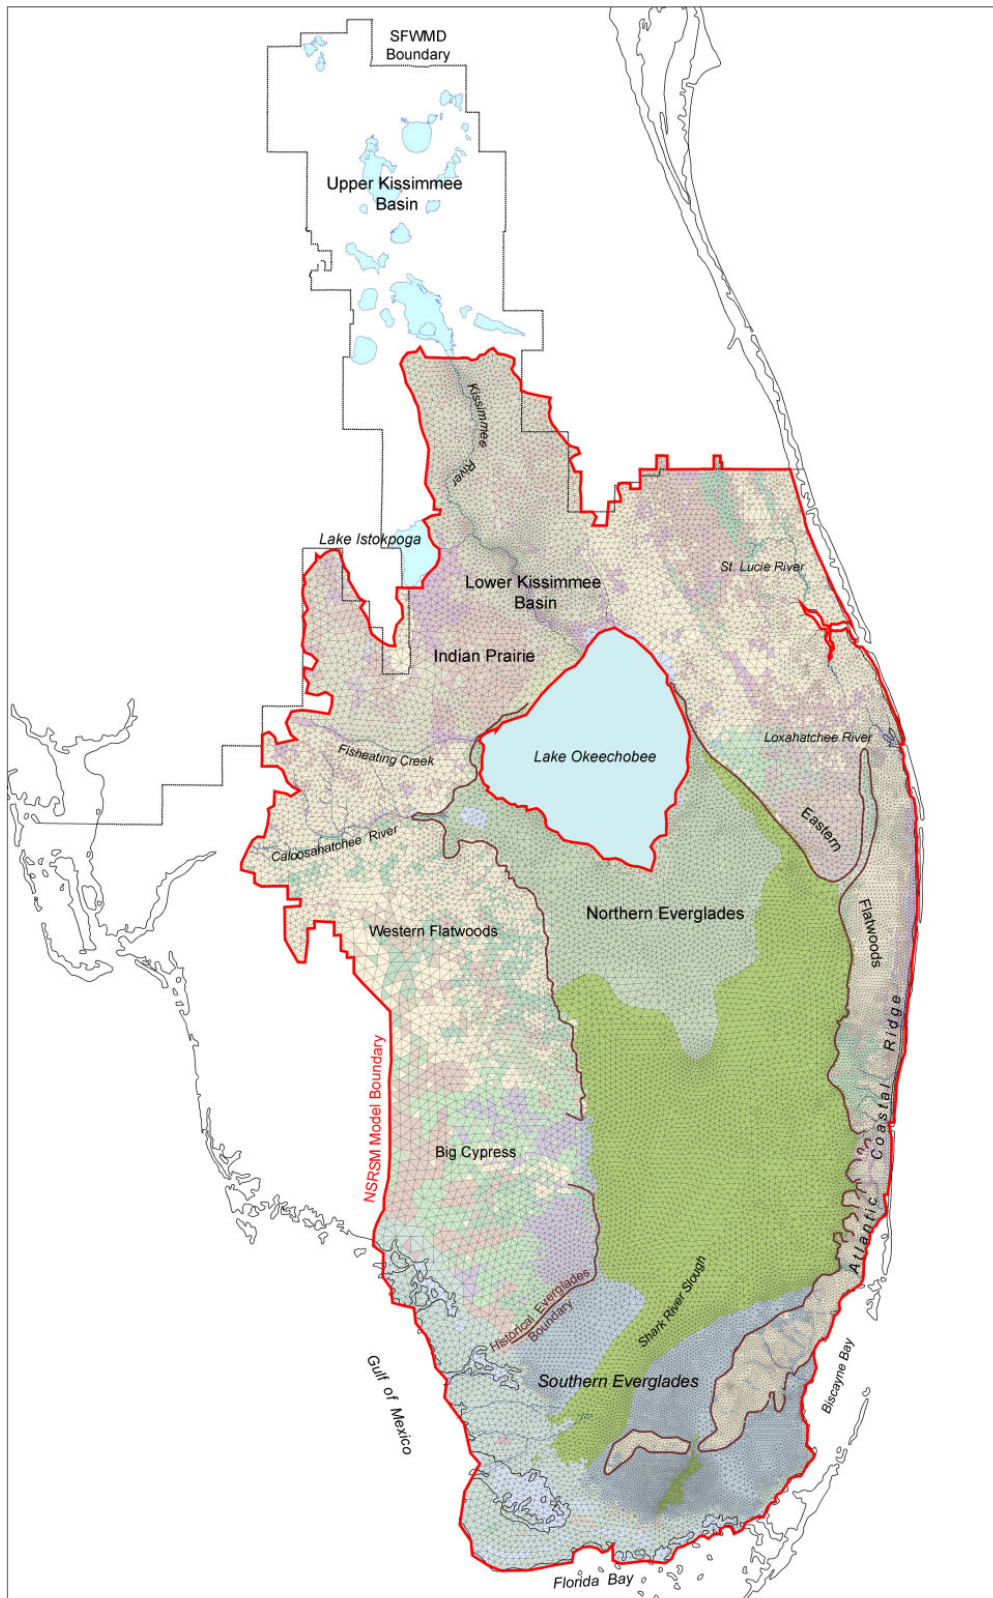 SFWMD
Boundary
Upper Kissimmee
Basin
Kissimmee
River
Lake Istokpoga
St. Lucie River
Lower Kissimmee
Basin
Indian Prairie
Loxahatchee River
Fisheating Creek
Lake Okeechobee
Eastern
Caloosahatchee River
Northern Everglades
Flatwoods
Western Flatwoods
NSRSM Model Boundary
Atlantic Coastal Ridge
Big Cypress
Historical Everglades
Boundary
Shark River Slough
Southern Everglades
Biscayne Bay
Gulf of Mexico
Florida Bay